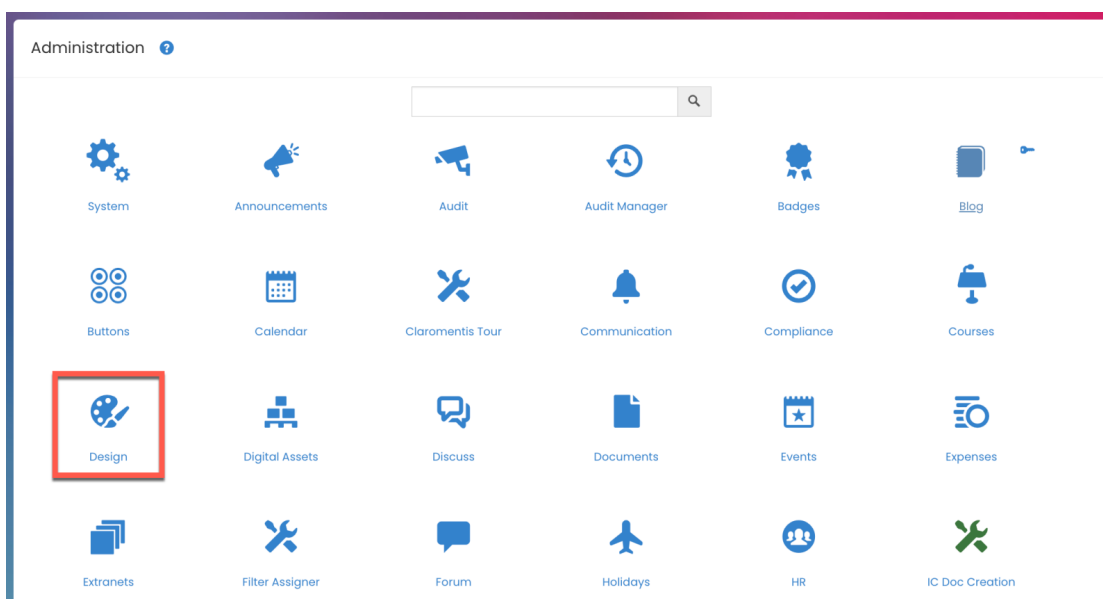 Administration ?
System Announcements Audit Audit Manager Badges Blog
Buttons Calendar Claromentis Tour Communication Compliance Courses
Design Digital Assets Discuss Documents Events Expenses
Extranets Filter Assigner Forum Holidays HR IC Doc Creation